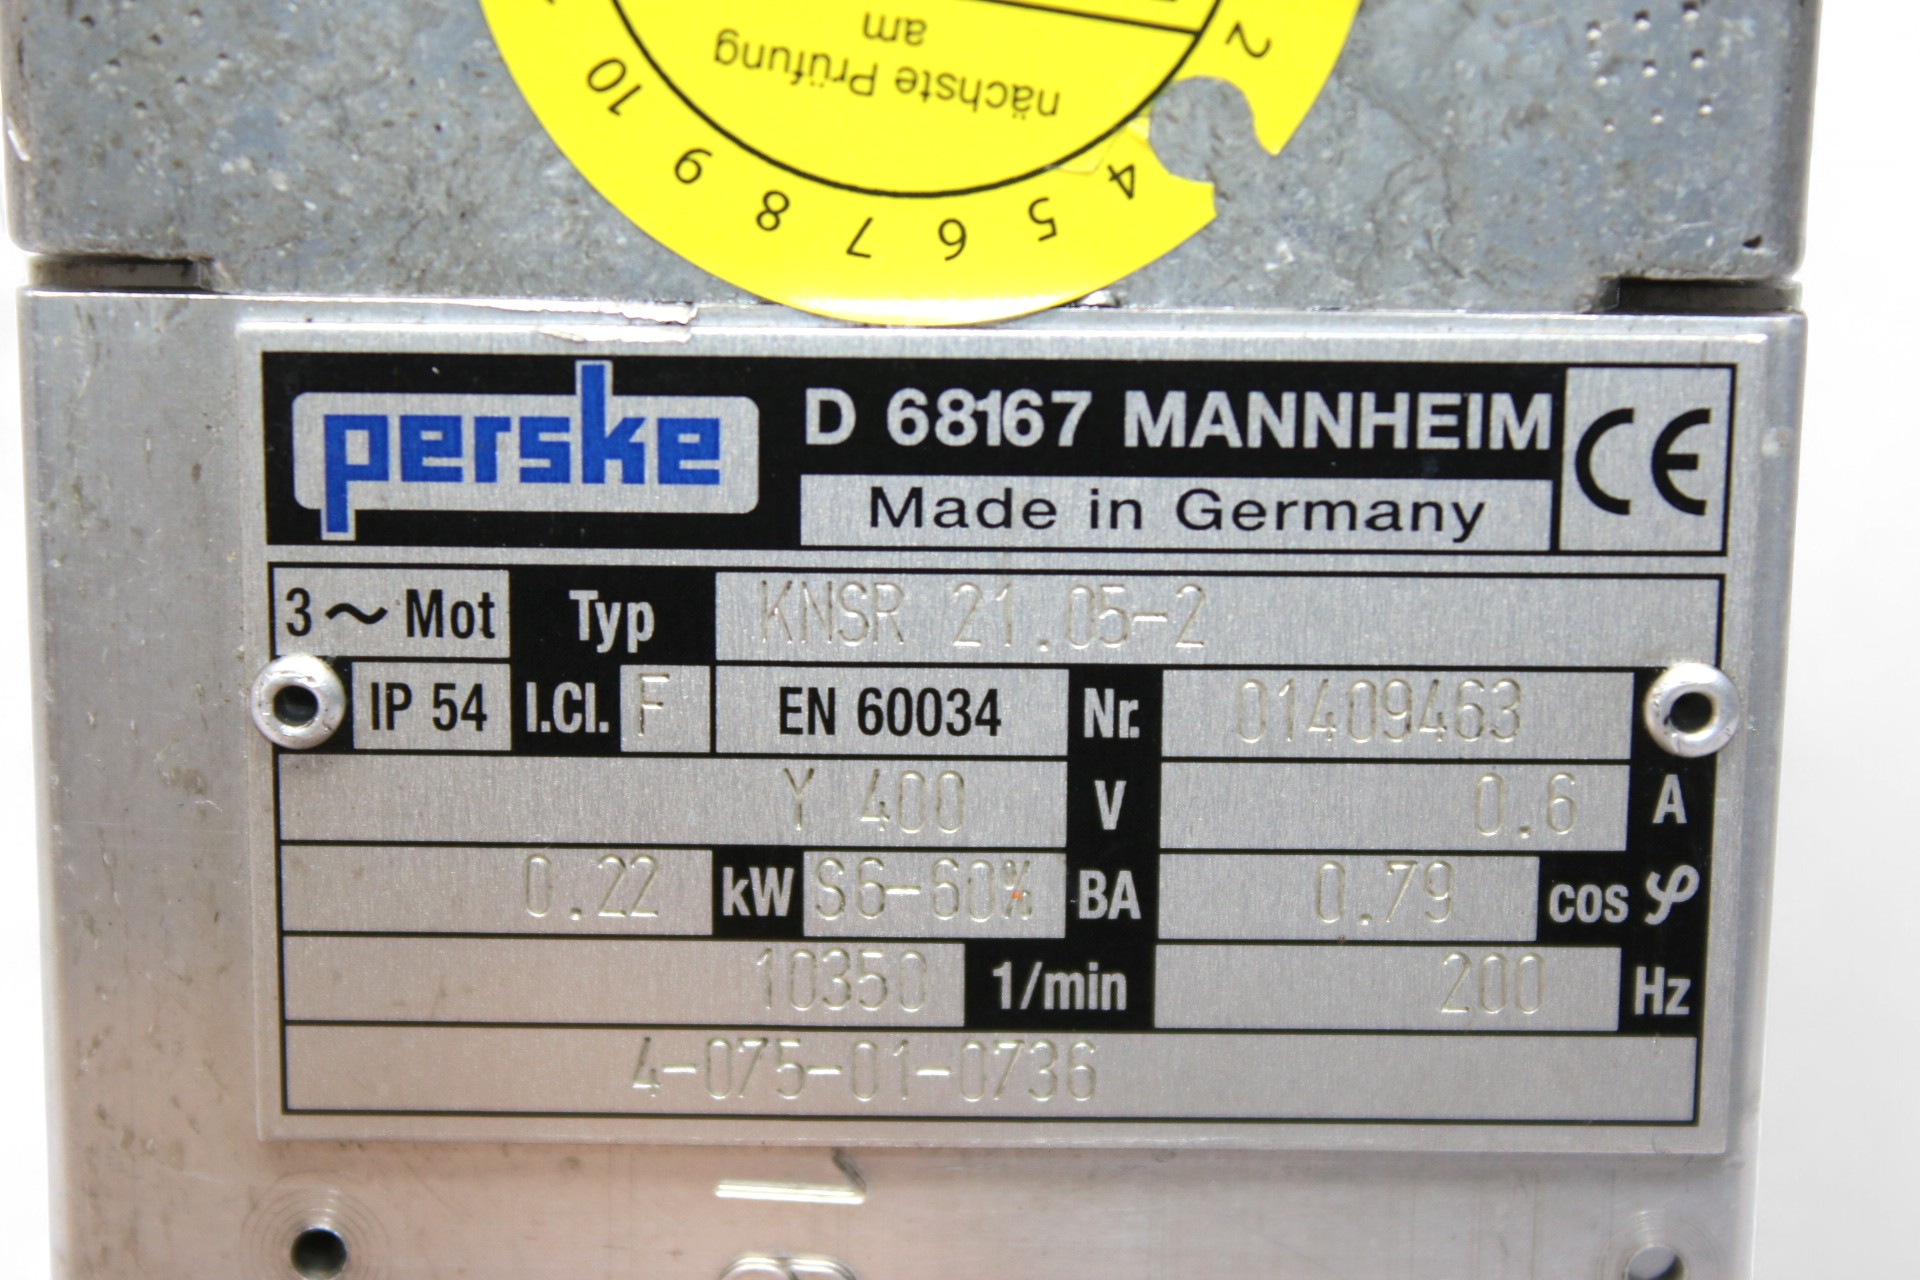 nächste Prüfung
am
2
4
5
6
7
8
9
10
perske D 68167 MANNHEIM CE
Made in Germany
3 ~ Mot Typ KNSR 21.05-2
IP 54 I.Cl. F EN 60034 Nr. 01409463
Y 400 V 0.6 A
0.22 kW S6-60% BA 0.79 cos φ
10350 1/min 200 Hz
4-075-01-0736